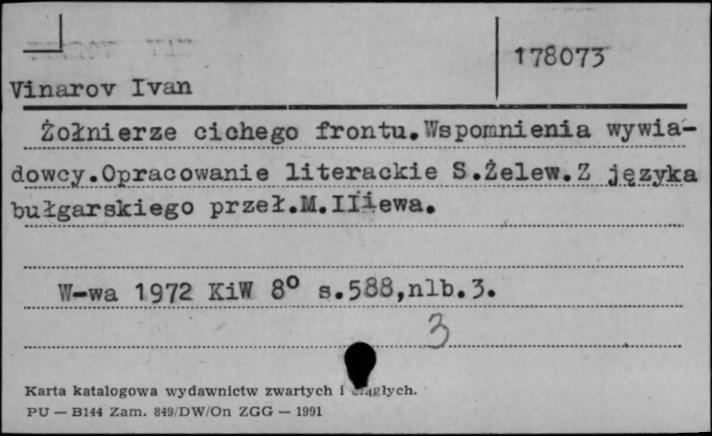 178073
Vinarov Ivan
Żołnierze cichego frontu.Wspomnienia wywia-
dowcy.Opracowanie literackie S.Żelew.Z języka
bułgarskiego przeł.M.Iliewa.
W-wa 1972 KiW 8° s.588,nlb.3.
3
Karta katalogowa wydawnictw zwartych i
PU — B144 Zam. 849/DW/On ZGG — 1991